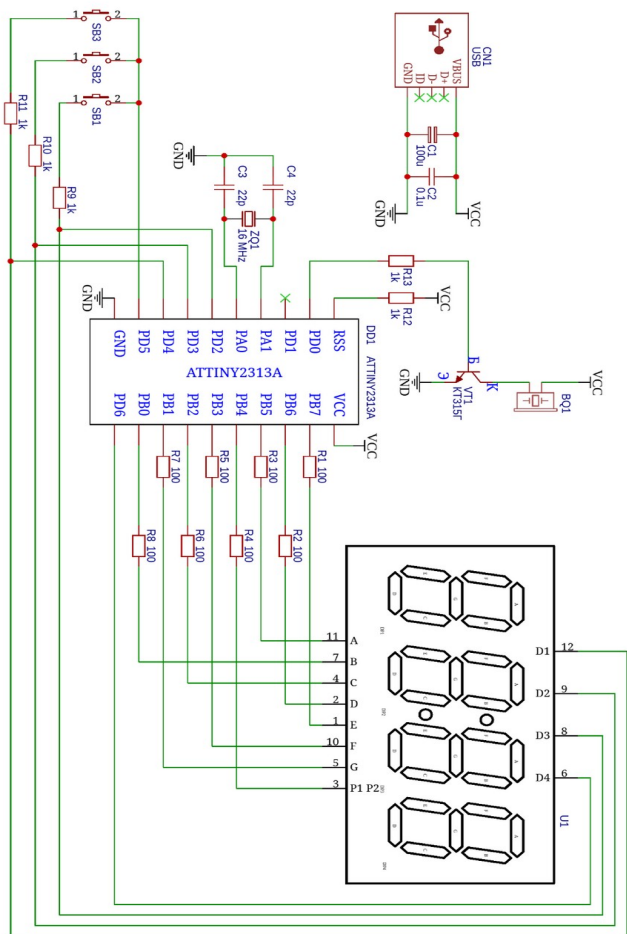 1 2
SB3
1 2
SB2
1 2
SB1
R11 1k
R10 1k
R9 1k
CN1
USB
GND
ID
D-
D+
VBUS
C1
100u
C2
0.1u
GND
VCC
GND
C3
22p
C4
22p
ZQ1
16 MHz
R13
1k
R12
1k
VCC
GND
GND
PD5
PD4
PD3
PD2
PA0
PA1
PD1
PD0
RSS
DD1 ATTINY2313A
ATTINY2313A
PD6
PB0
PB1
PB2
PB3
PB4
PB5
PB6
PB7
VCC
VCC
Б
Э
К
VT1
КТ315Г
GND
BQ1
VCC
R7 100
R5 100
R3 100
R1 100
R8 100
R6 100
R4 100
R2 100
11 A
7 B
4 C
2 D
1 E
10 F
5 G
3 P1 P2
D1 12
D2 9
D3 8
D4 6
U1